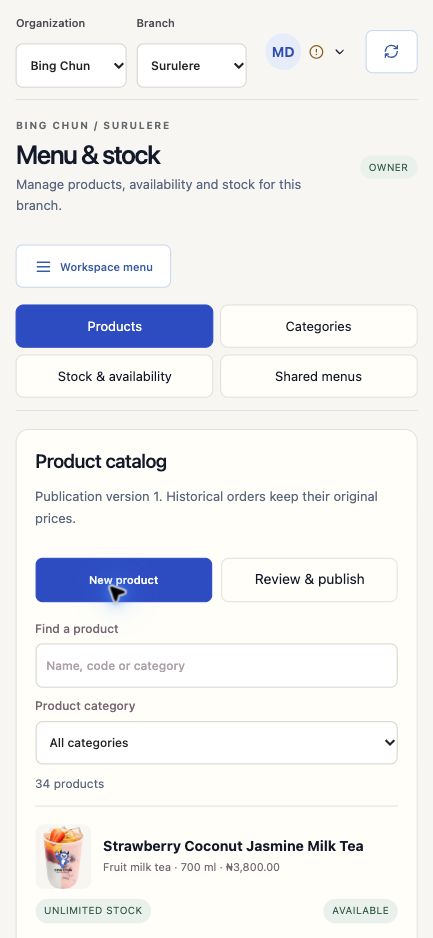 Organization
Branch
Bing Chun
Surulere
MD
BING CHUN / SURULERE
Menu & stock
Manage products, availability and stock for this
branch.
OWNER
Workspace menu
Products
Categories
Stock & availability
Shared menus
Product catalog
Publication version 1. Historical orders keep their original
prices.
New product
Review & publish
Find a product
Name, code or category
Product category
All categories
34 products
Strawberry Coconut Jasmine Milk Tea
Fruit milk tea · 700 ml · ₦3,800.00
UNLIMITED STOCK
AVAILABLE